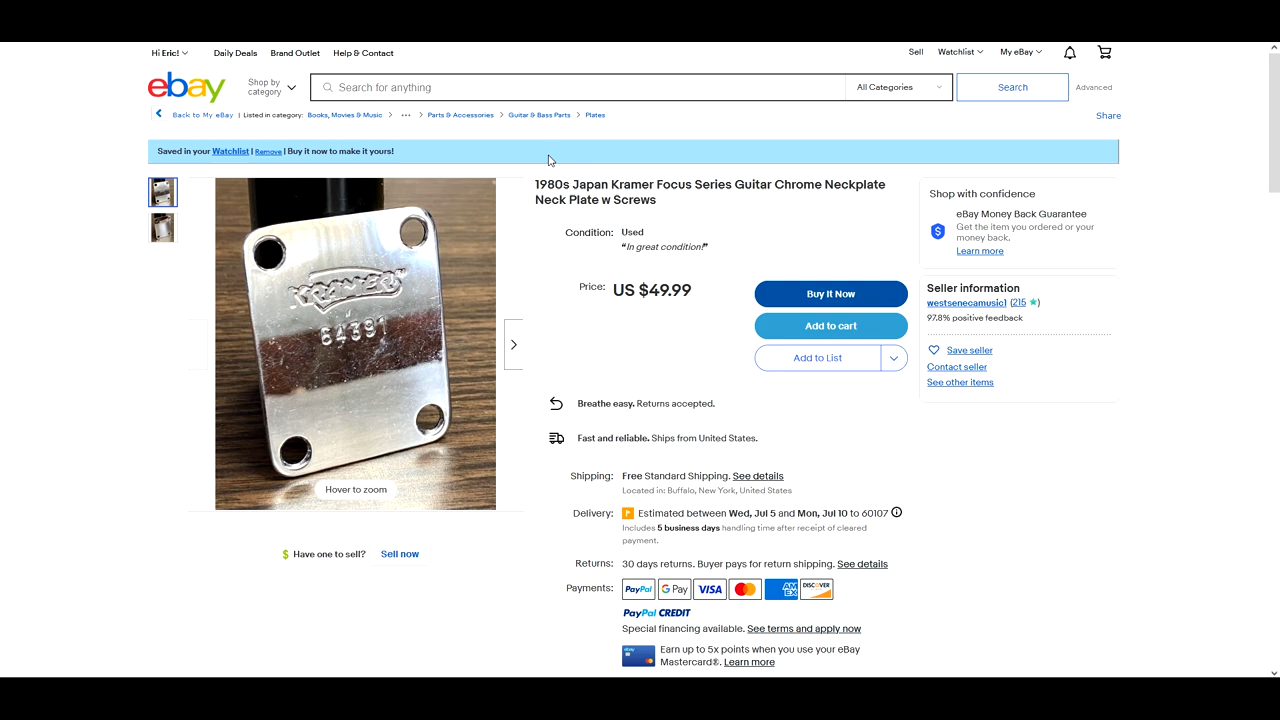 Hi Eric!
Daily Deals
Brand Outlet
Help & Contact
Sell
Watchlist
My eBay
ebay
Shop by
category
Search for anything
All Categories
Search
Advanced
Back to My eBay | Listed in category: Books, Movies & Music > ... > Parts & Accessories > Guitar & Bass Parts > Plates
Share
Saved in your Watchlist | Remove | Buy it now to make it yours!
1980s Japan Kramer Focus Series Guitar Chrome Neckplate
Neck Plate w Screws
Condition: Used
“In great condition!”
Price: US $49.99
Buy It Now
Add to cart
Add to List
KRAMER
64391
Hover to zoom
$ Have one to sell? Sell now
Breathe easy. Returns accepted.
Fast and reliable. Ships from United States.
Shipping: Free Standard Shipping. See details
Located in: Buffalo, New York, United States
Delivery: Estimated between Wed, Jul 5 and Mon, Jul 10 to 60107
Includes 5 business days handling time after receipt of cleared
payment.
Returns: 30 days returns. Buyer pays for return shipping. See details
Payments: PayPal G Pay VISA AM EX DISCOVER
PayPal CREDIT
Special financing available. See terms and apply now
ebay
Earn up to 5x points when you use your eBay
Mastercard®. Learn more
Shop with confidence
eBay Money Back Guarantee
Get the item you ordered or your
money back.
Learn more
Seller information
westsenecamusic1 (215)
97.8% positive feedback
Save seller
Contact seller
See other items